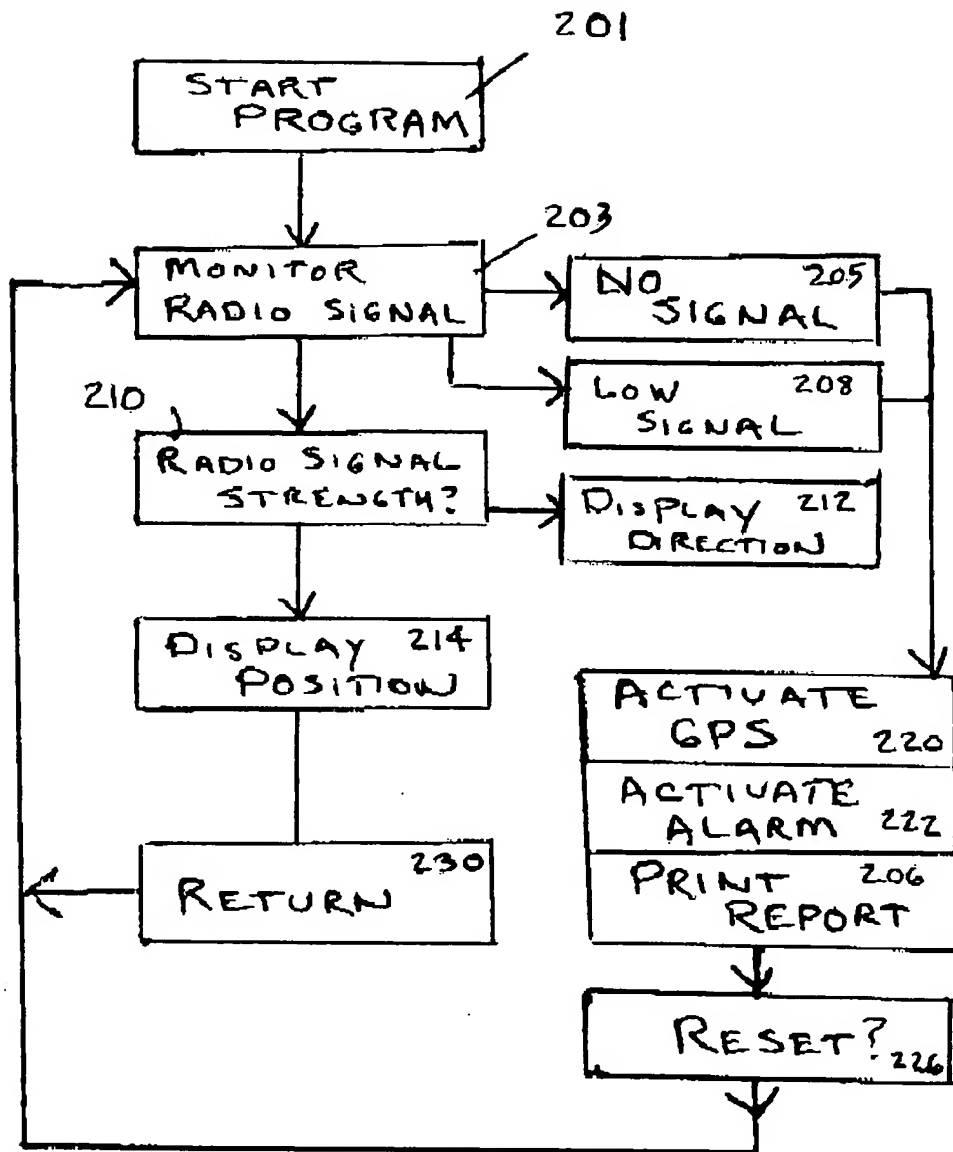 201
START
PROGRAM
203
MONITOR
RADIO SIGNAL
NO 205
SIGNAL
LOW 208
SIGNAL
210
RADIO SIGNAL
STRENGTH?
DISPLAY 212
DIRECTION
DISPLAY 214
POSITION
ACTIVATE
GPS 220
ACTIVATE
ALARM 222
PRINT 206
REPORT
230
RETURN
RESET?
226